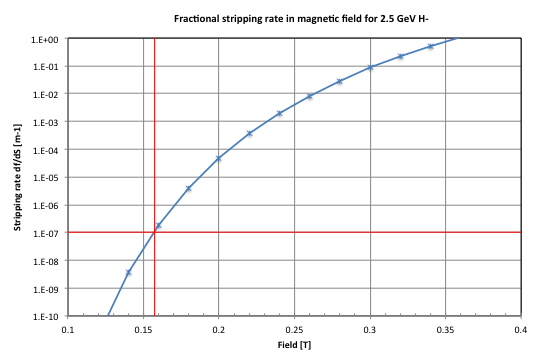 Fractional stripping rate in magnetic field for 2.5 GeV H-
1.E+00
1.E-01
1.E-02
1.E-03
1.E-04
1.E-05
1.E-06
1.E-07
1.E-08
1.E-09
1.E-10
Stripping rate df/dS [m-1]
0.1 0.15 0.2 0.25 0.3 0.35 0.4
Field [T]